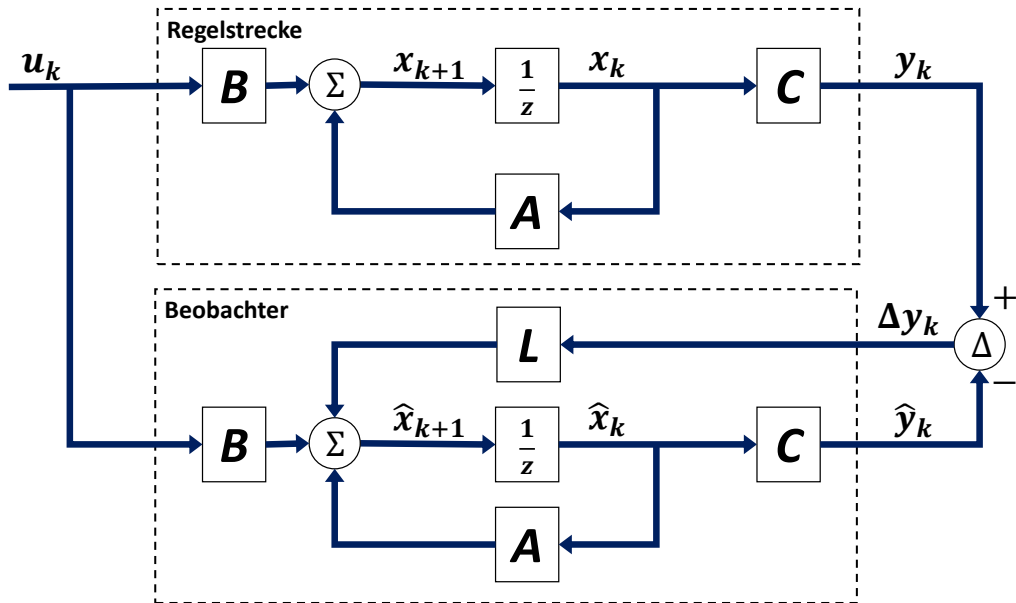 Regelstrecke
u_k
B
Σ
x_{k+1}
1/z
x_k
C
y_k
A
Beobachter
+
L
Δy_k
Δ
−
B
Σ
x̂_{k+1}
1/z
x̂_k
C
ŷ_k
A